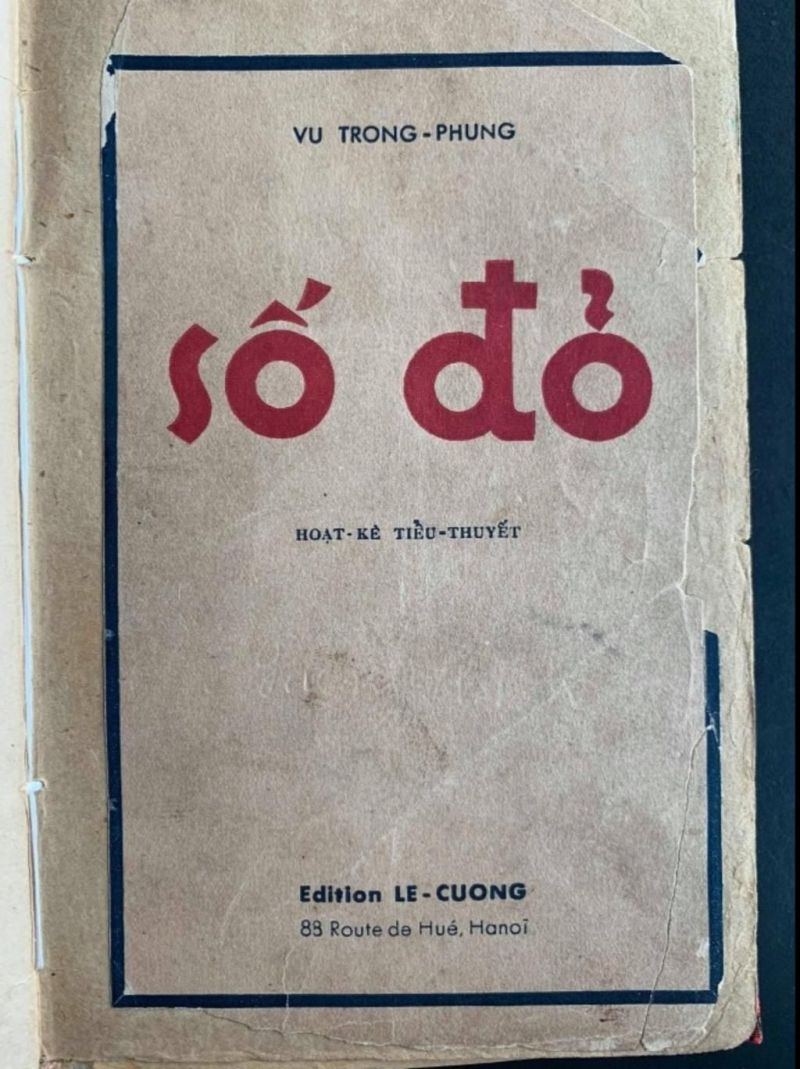 VU TRONG-PHUNG
số đỏ
HOẠT-KÊ TIỂU-THUYẾT
Edition LE-CUONG
88 Route de Hué, Hanoï